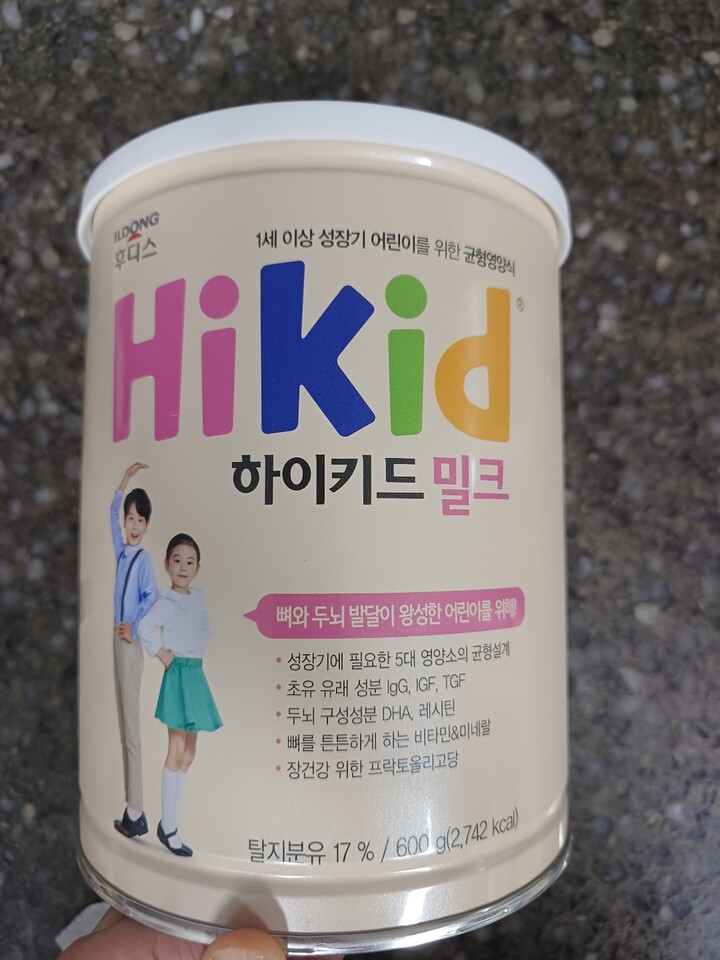 ILDONG
후디스
1세 이상 성장기 어린이를 위한 균형영양식
Hikid®
하이키드 밀크
뼈와 두뇌 발달이 왕성한 어린이를 위해!
• 성장기에 필요한 5대 영양소의 균형설계
• 초유 유래 성분 IgG, IGF, TGF
• 두뇌 구성성분 DHA, 레시틴
• 뼈를 튼튼하게 하는 비타민&미네랄
• 장건강 위한 프락토올리고당
탈지분유 17 % / 600 g(2,742 kcal)